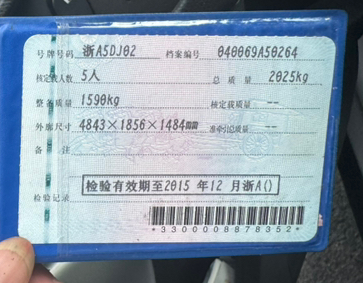 号牌号码 浙A5DJ02 档案编号 040069A50264
核定载人数 5人 总质量 2025kg
整备质量 1590kg 核定载质量
外廓尺寸 4843×1856×1484mm 准牵引总质量
备注
检验有效期至2015 年 12 月浙A()
检验记录
*3300008878352*